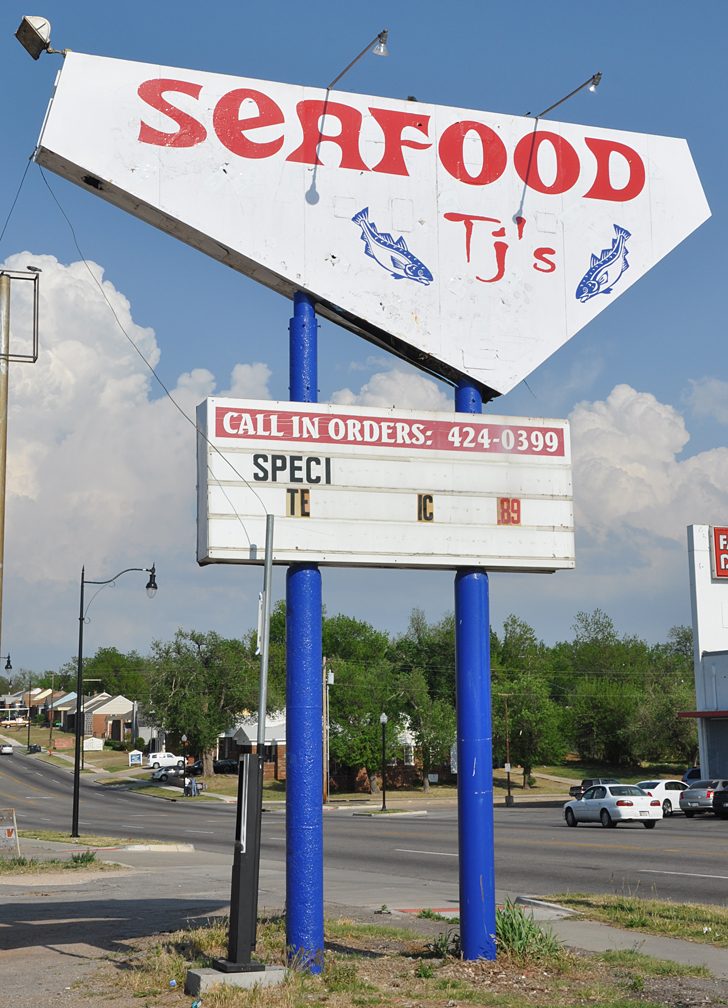 SeAFOOD
Tj's
CALL IN ORDERS: 424-0399
SPECI
TE IC .89